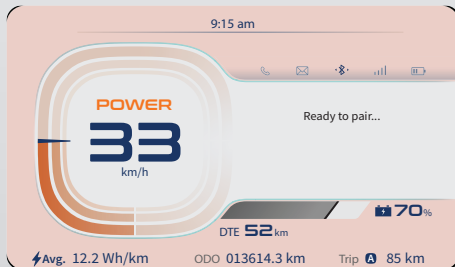 9:15 am
POWER
33
km/h
Ready to pair...
70%
DTE 52 km
Avg. 12.2 Wh/km ODO 013614.3 km Trip A 85 km